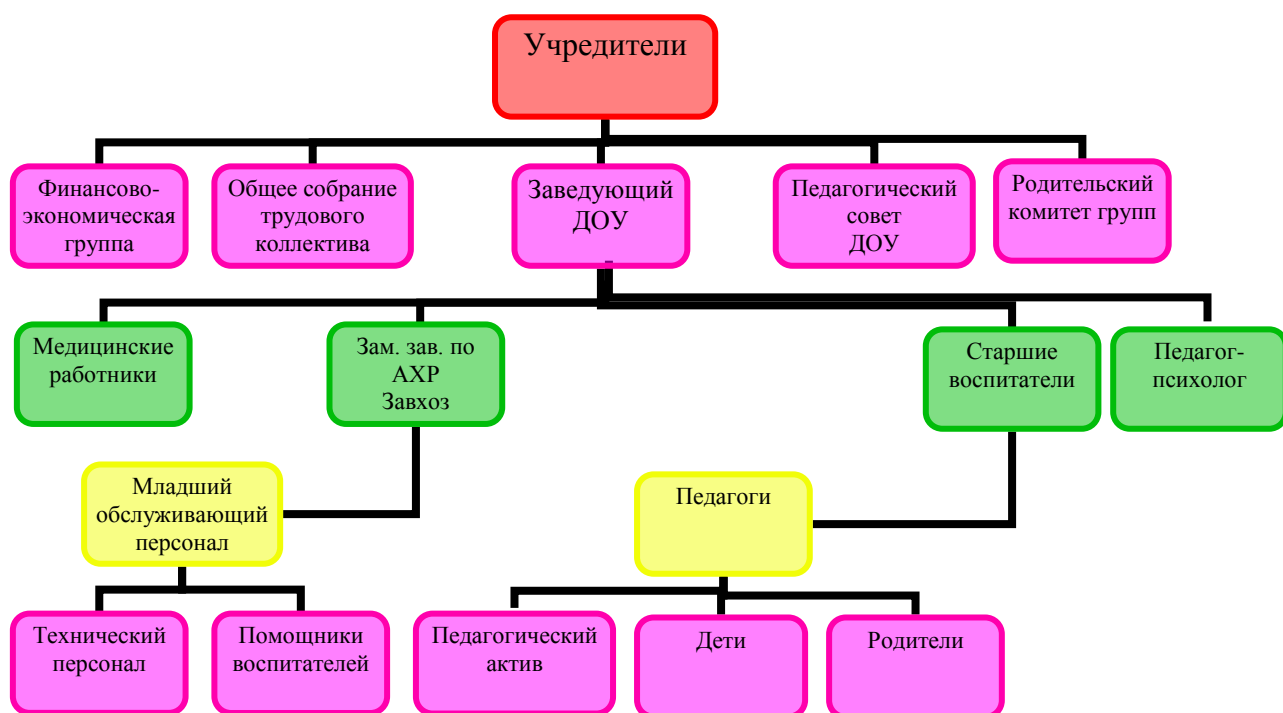 Учредители
Финансово-
экономическая
группа
Общее собрание
трудового
коллектива
Заведующий
ДОУ
Педагогический
совет
ДОУ
Родительский
комитет групп
Медицинские
работники
Зам. зав. по
АХР
Завхоз
Старшие
воспитатели
Педагог-
психолог
Младший
обслуживающий
персонал
Педагоги
Технический
персонал
Помощники
воспитателей
Педагогический
актив
Дети
Родители